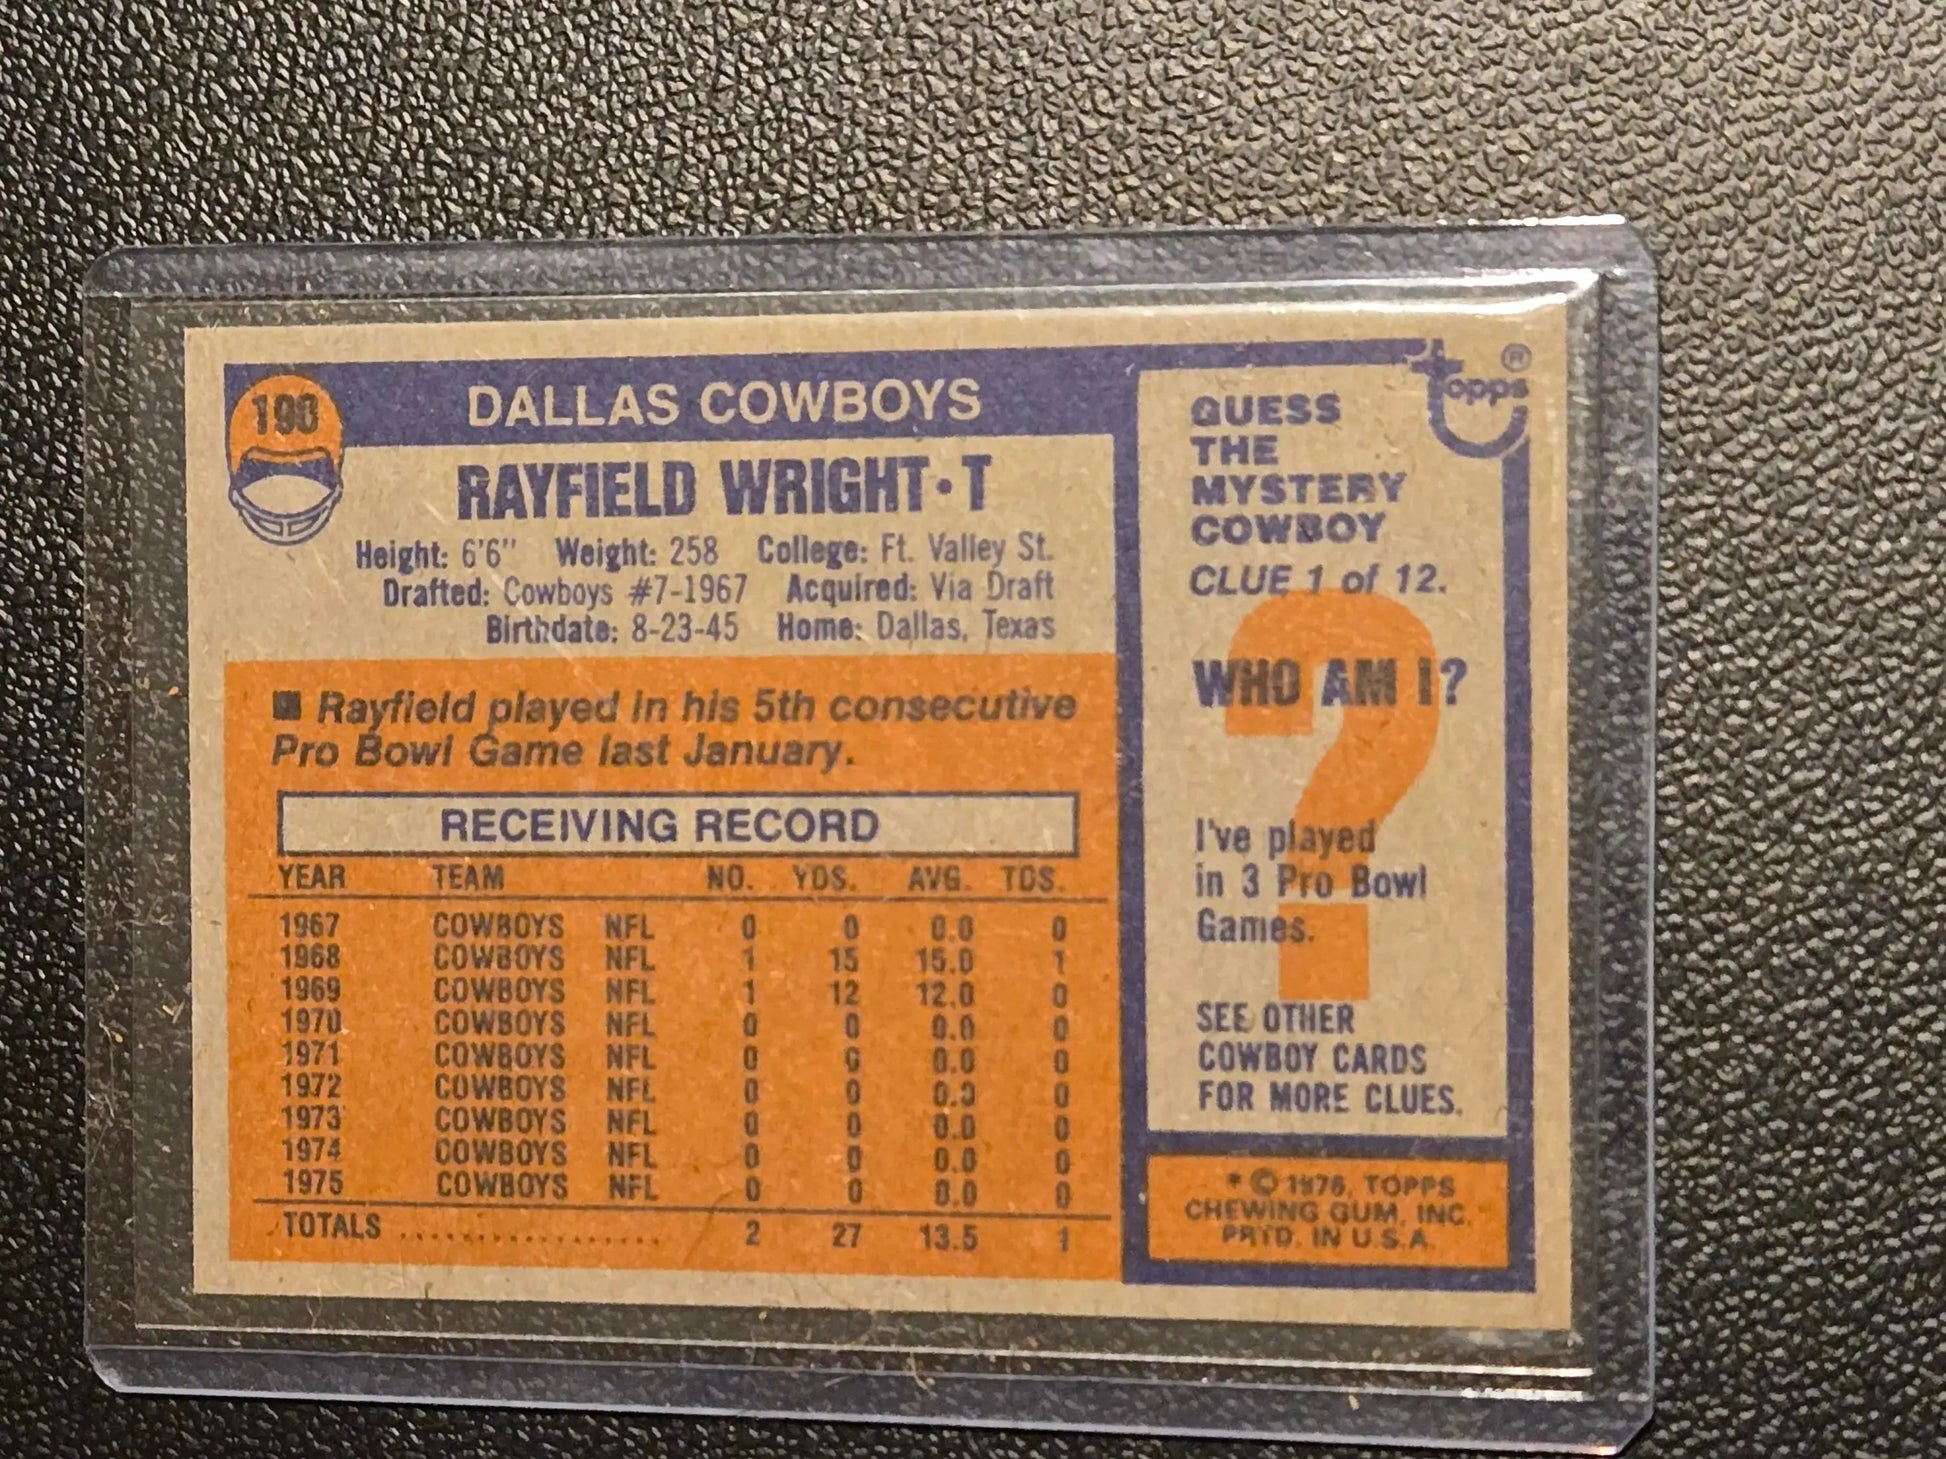 190
DALLAS COWBOYS
RAYFIELD WRIGHT • T
Height: 6'6" Weight: 258 College: Ft. Valley St.
Drafted: Cowboys #7-1967 Acquired: Via Draft
Birthdate: 8-23-45 Home: Dallas, Texas
■ Rayfield played in his 5th consecutive
Pro Bowl Game last January.
RECEIVING RECORD
YEAR TEAM NO. YDS. AVG. TDS.
1967 COWBOYS NFL 0 0 0.0 0
1968 COWBOYS NFL 1 15 15.0 1
1969 COWBOYS NFL 1 12 12.0 0
1970 COWBOYS NFL 0 0 0.0 0
1971 COWBOYS NFL 0 0 0.0 0
1972 COWBOYS NFL 0 0 0.0 0
1973 COWBOYS NFL 0 0 0.0 0
1974 COWBOYS NFL 0 0 0.0 0
1975 COWBOYS NFL 0 0 0.0 0
TOTALS ................. 2 27 13.5 1
topps ®
GUESS
THE
MYSTERY
COWBOY
CLUE 1 of 12.
?
WHO AM I?
I've played
in 3 Pro Bowl
Games.
SEE OTHER
COWBOY CARDS
FOR MORE CLUES.
* © 1976, TOPPS
CHEWING GUM, INC.
PRTD. IN U.S.A.